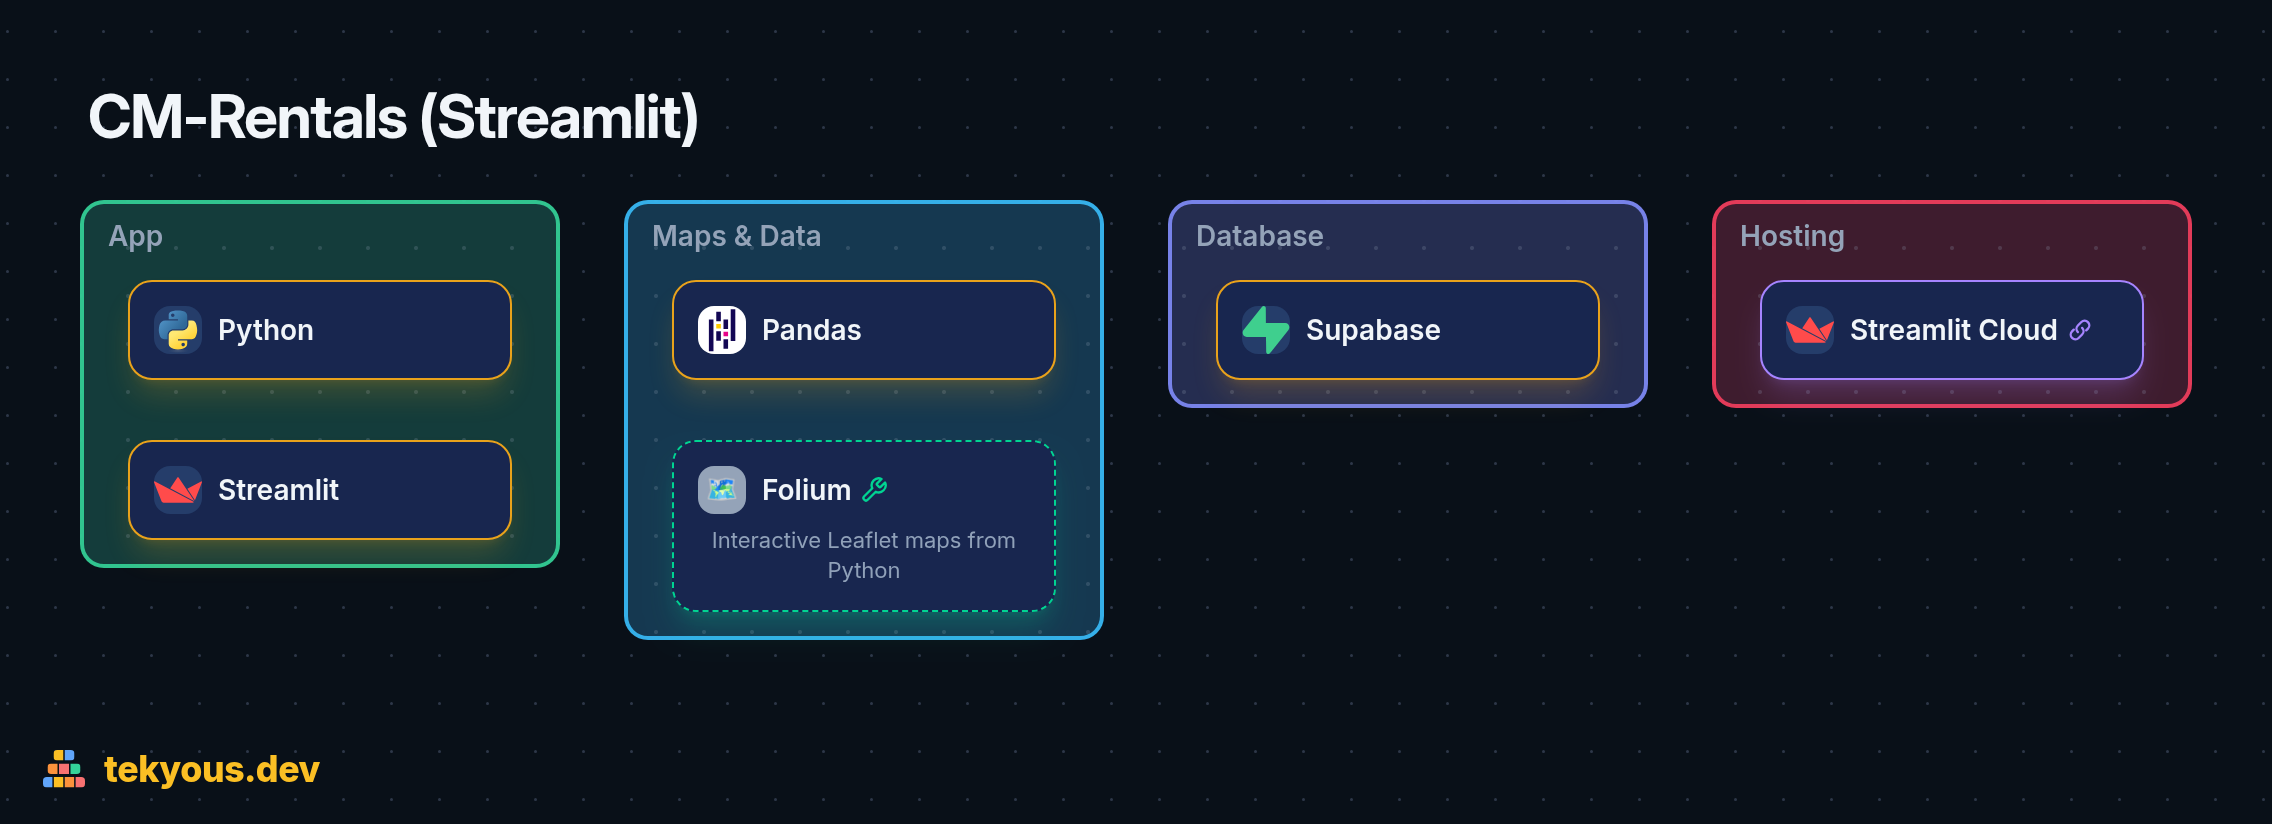 CM-Rentals (Streamlit)
App
Python
Streamlit
Maps & Data
Pandas
Folium
Interactive Leaflet maps from
Python
Database
Supabase
Hosting
Streamlit Cloud
tekyous.dev